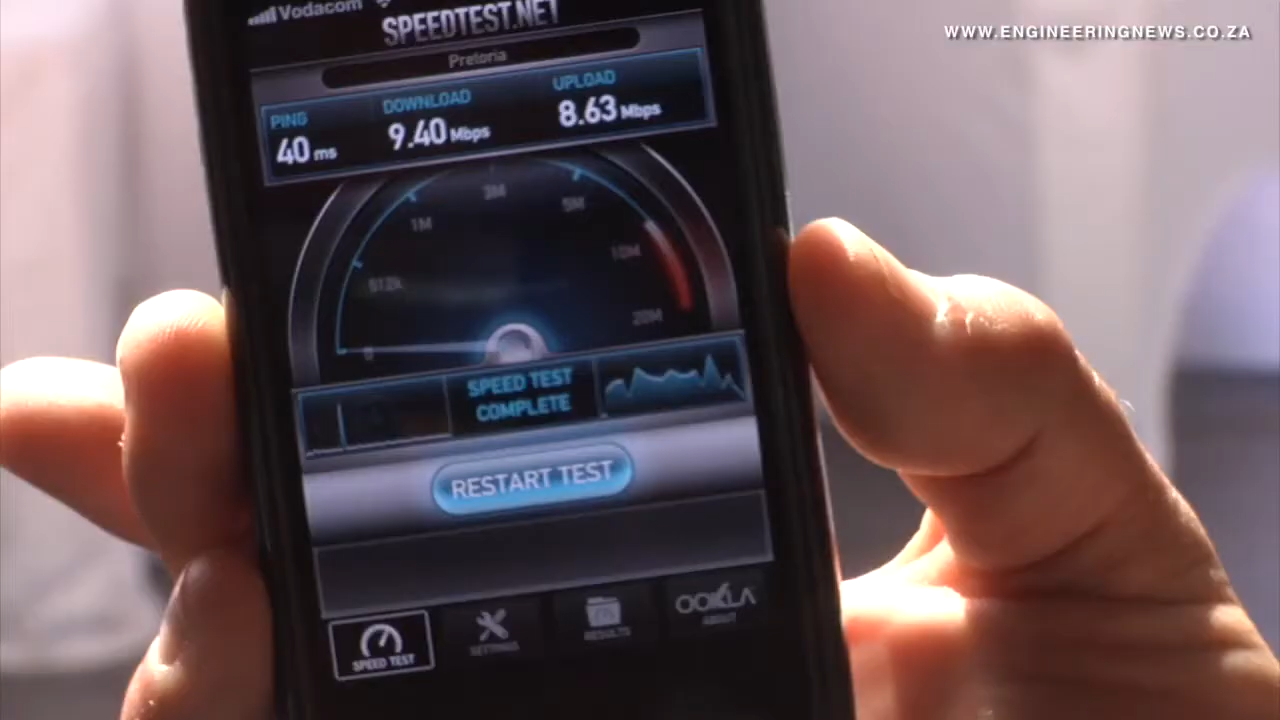 Vodacom
WWW.ENGINEERINGNEWS.CO.ZA
SPEEDTEST.NET
Pretoria
PING
DOWNLOAD
UPLOAD
40 ms
9.40 Mbps
8.63 Mbps
0
512k
1M
3M
5M
10M
20M
SPEED TEST
COMPLETE
RESTART TEST
SPEED TEST
SETTINGS
RESULTS
OOKLA
ABOUT